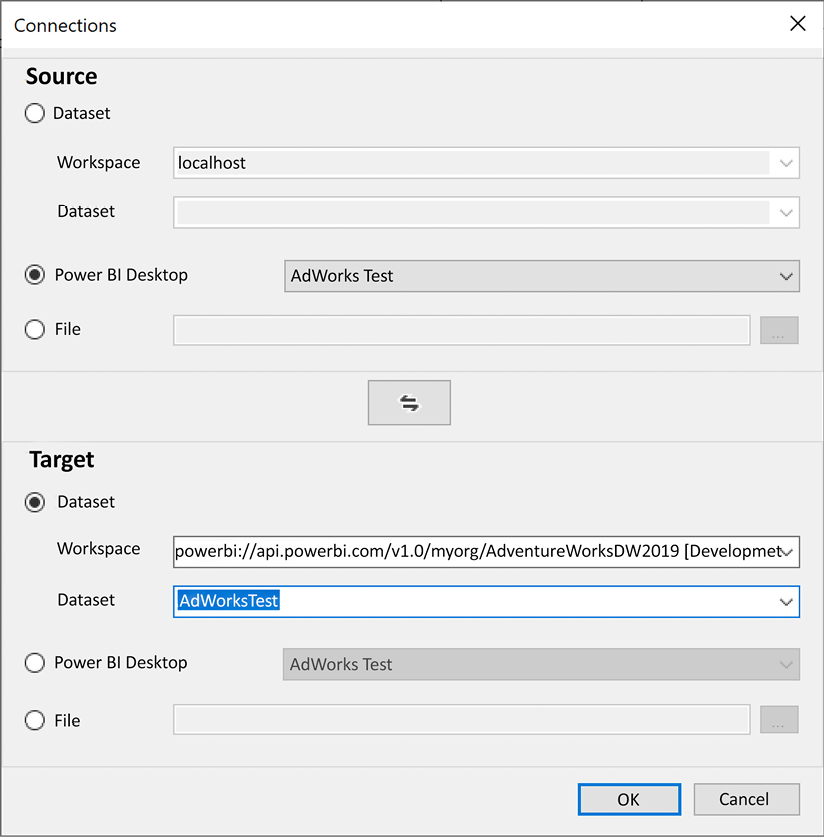 Connections
Source
Dataset
Workspace localhost
Dataset
Power BI Desktop AdWorks Test
File ...
Target
Dataset
Workspace powerbi://api.powerbi.com/v1.0/myorg/AdventureWorksDW2019 [Developmet
Dataset AdWorksTest
Power BI Desktop AdWorks Test
File ...
OK Cancel